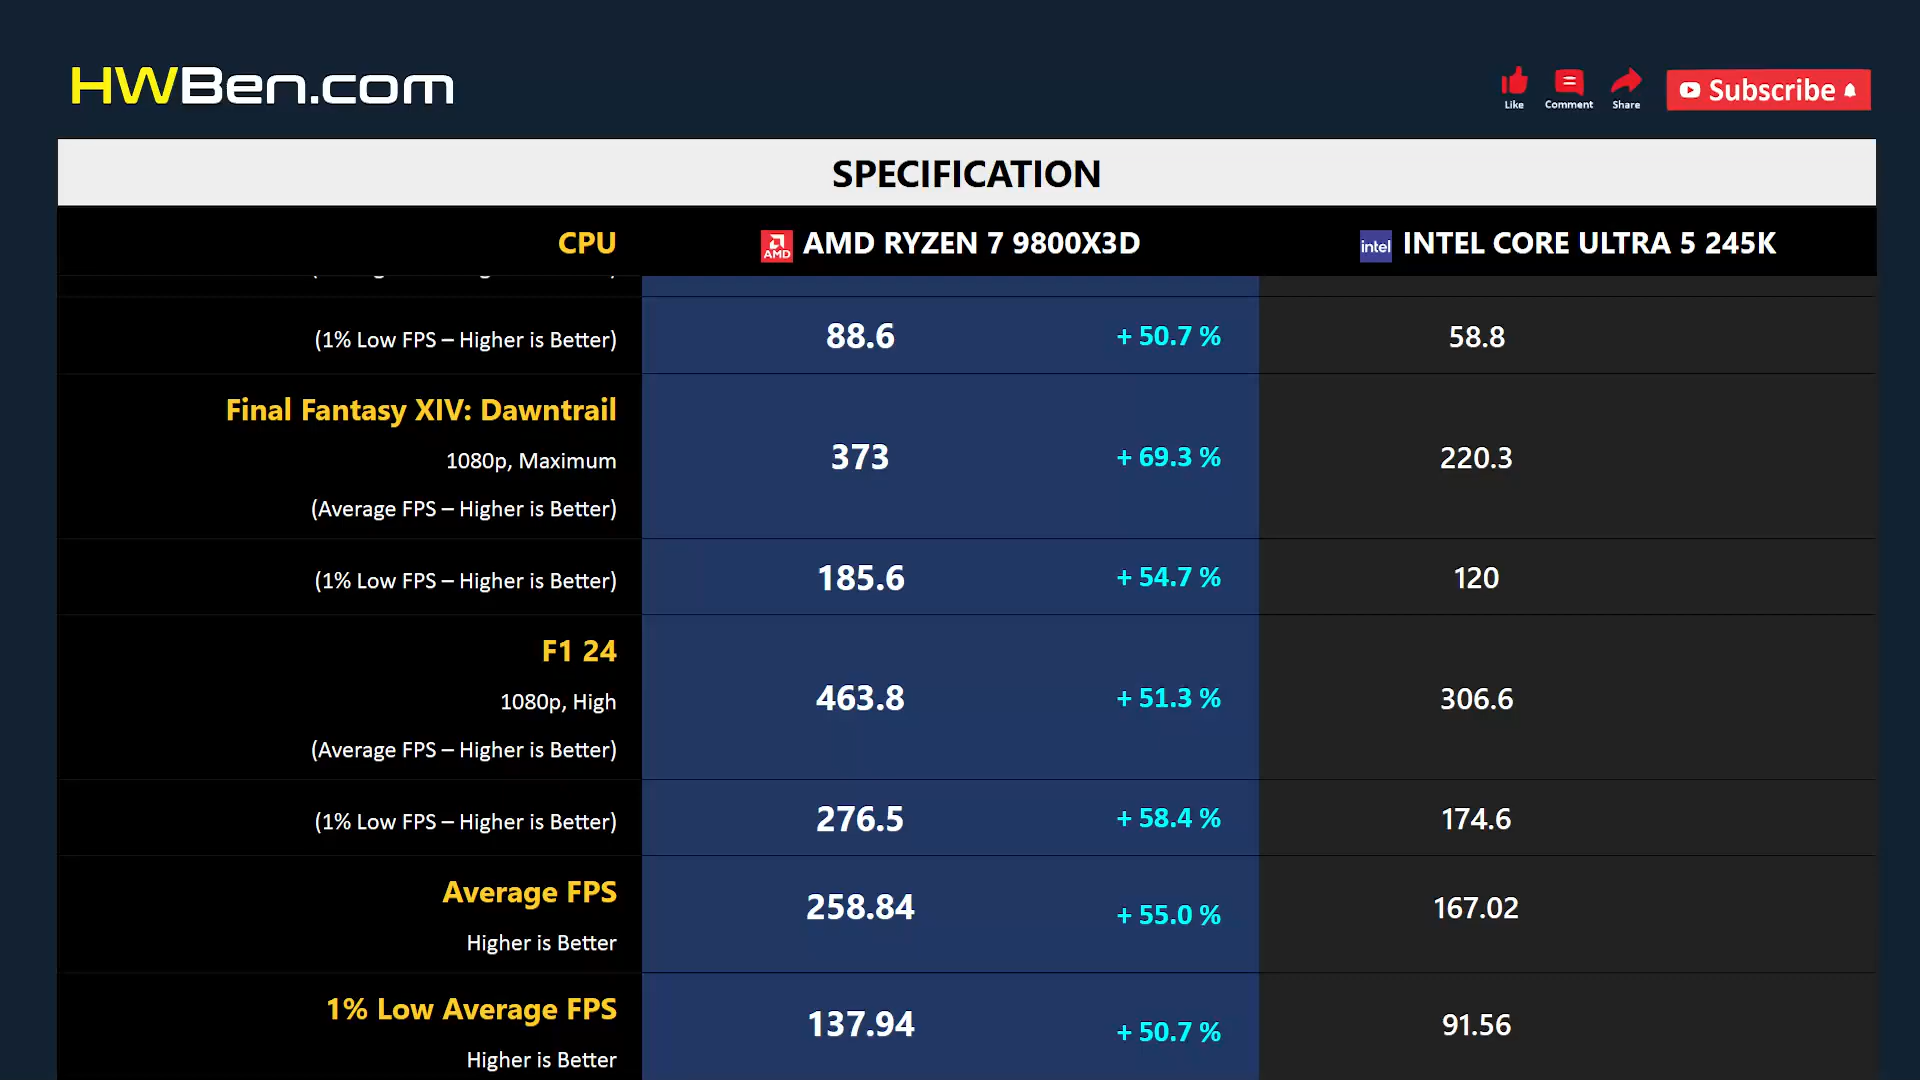 HWBen.com
Like
Comment
Share
Subscribe
SPECIFICATION
CPU
AMD
AMD RYZEN 7 9800X3D
intel
INTEL CORE ULTRA 5 245K
(1% Low FPS – Higher is Better)
88.6
+ 50.7 %
58.8
Final Fantasy XIV: Dawntrail
1080p, Maximum
(Average FPS – Higher is Better)
373
+ 69.3 %
220.3
(1% Low FPS – Higher is Better)
185.6
+ 54.7 %
120
F1 24
1080p, High
(Average FPS – Higher is Better)
463.8
+ 51.3 %
306.6
(1% Low FPS – Higher is Better)
276.5
+ 58.4 %
174.6
Average FPS
Higher is Better
258.84
+ 55.0 %
167.02
1% Low Average FPS
Higher is Better
137.94
+ 50.7 %
91.56